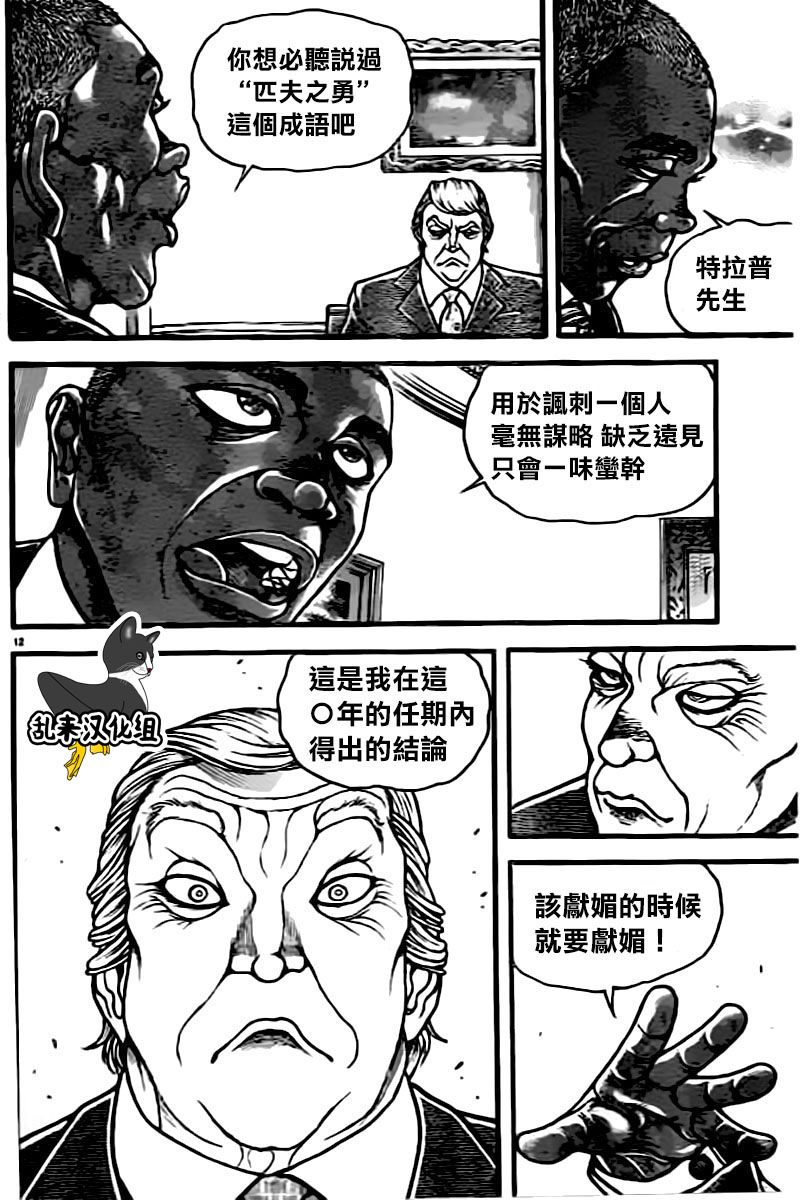 特拉普
先生
你想必聽説過
“匹夫之勇”
這個成語吧
用於諷刺一個人
毫無謀略 缺乏遠見
只會一味蠻幹
12
這是我在這
〇年的任期內
得出的結論
該獻媚的時候
就要獻媚！
乱来汉化组